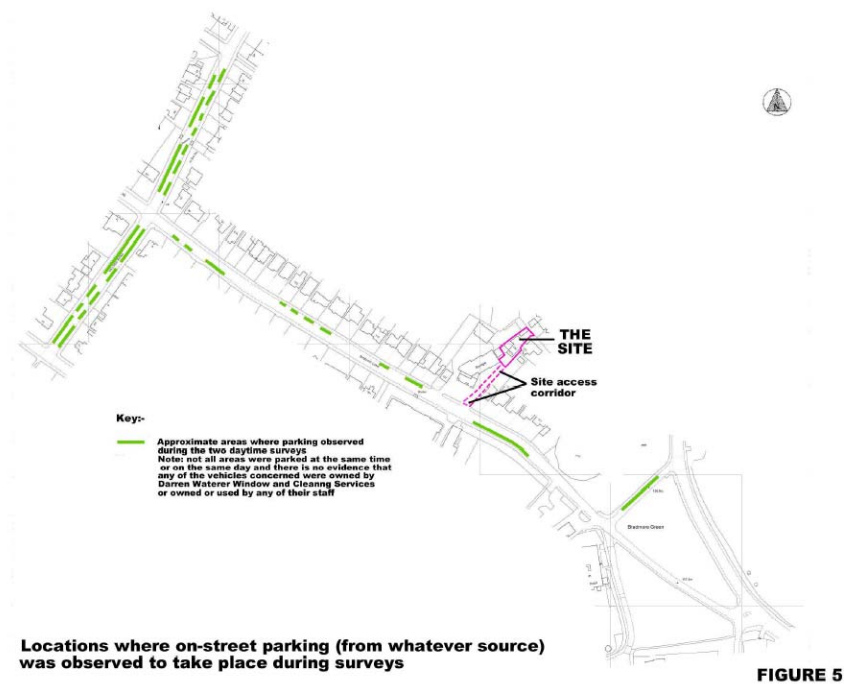 N
THE
SITE
Site access
corridor
Key:-
Approximate areas where parking observed
during the two daytime surveys
Note: not all areas were parked at the same time
or on the same day and there is no evidence that
any of the vehicles concerned were owned by
Darren Waterer Window and Cleanng Services
or owned or used by any of their staff
Bradmore Green
Locations where on-street parking (from whatever source)
was observed to take place during surveys
FIGURE 5